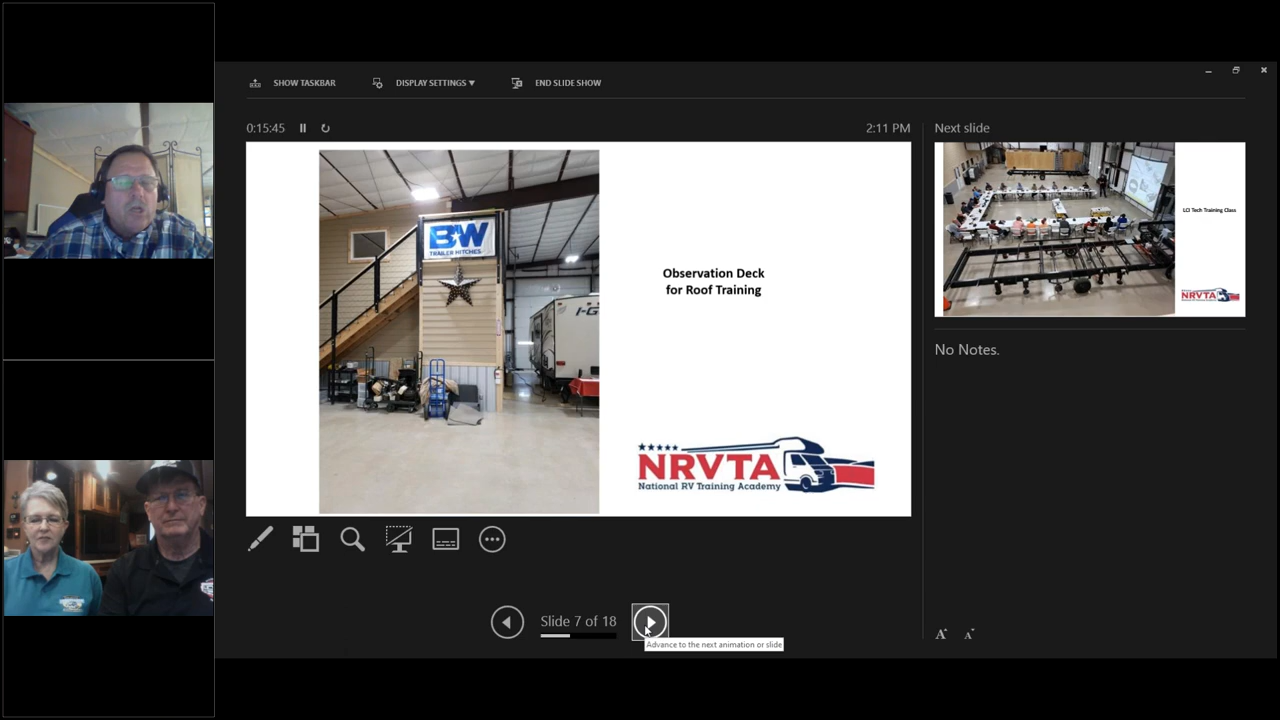 SHOW TASKBAR
DISPLAY SETTINGS ▼
END SLIDE SHOW
0:15:45
2:11 PM
Next slide
B&W
TRAILER HITCHES
Observation Deck
for Roof Training
NRVTA
National RV Training Academy
LCI Tech Training Class
NRVTA
No Notes.
Slide 7 of 18
Advance to the next animation or slide
A
A